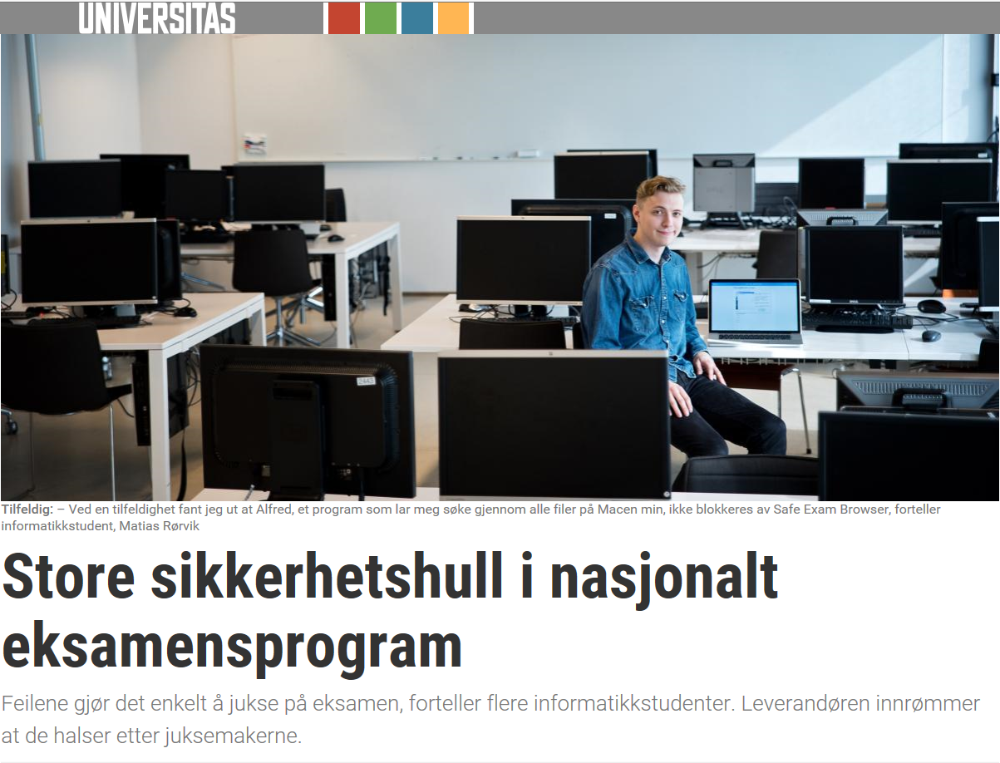 UNIVERSITAS
2443
Tilfeldig: – Ved en tilfeldighet fant jeg ut at Alfred, et program som lar meg søke gjennom alle filer på Macen min, ikke blokkeres av Safe Exam Browser, forteller
informatikkstudent, Matias Rørvik
Store sikkerhetshull i nasjonalt
eksamensprogram
Feilene gjør det enkelt å jukse på eksamen, forteller flere informatikkstudenter. Leverandøren innrømmer
at de halser etter juksemakerne.